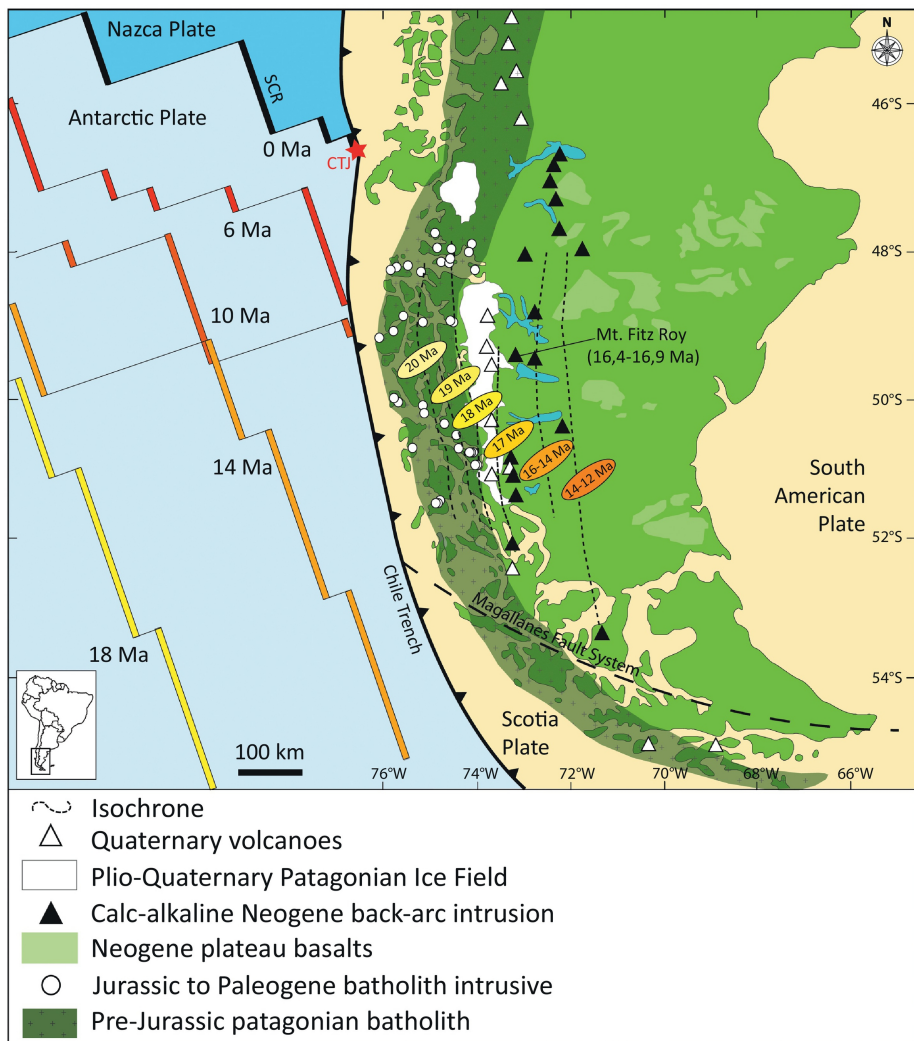 Nazca Plate
N
SCR
Antarctic Plate
46°S
0 Ma
CTJ
6 Ma
48°S
10 Ma
Mt. Fitz Roy
(16,4-16,9 Ma)
20 Ma
19 Ma
50°S
18 Ma
17 Ma
16-14 Ma
14 Ma
14-12 Ma
South
American
Plate
52°S
Chile Trench
Magallanes Fault System
18 Ma
54°S
Scotia
Plate
100 km
76°W
74°W
72°W
70°W
68°W
66°W
Isochrone
Quaternary volcanoes
Plio-Quaternary Patagonian Ice Field
Calc-alkaline Neogene back-arc intrusion
Neogene plateau basalts
Jurassic to Paleogene batholith intrusive
Pre-Jurassic patagonian batholith